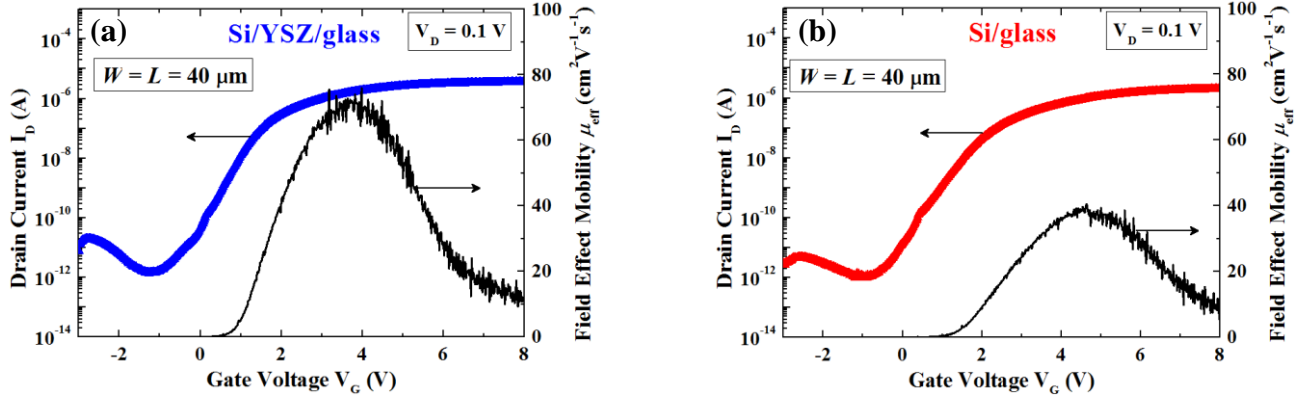 (a)
Si/YSZ/glass
V_D = 0.1 V
W = L = 40 µm
Drain Current I_D (A)
10⁻⁴
10⁻⁶
10⁻⁸
10⁻¹⁰
10⁻¹²
10⁻¹⁴
-2 0 2 4 6 8
Gate Voltage V_G (V)
100
80
60
40
20
0
Field Effect Mobility µ_eff (cm²V⁻¹s⁻¹)
(b)
Si/glass
V_D = 0.1 V
W = L = 40 µm
Drain Current I_D (A)
10⁻⁴
10⁻⁶
10⁻⁸
10⁻¹⁰
10⁻¹²
10⁻¹⁴
-2 0 2 4 6 8
Gate Voltage V_G (V)
100
80
60
40
20
0
Field Effect Mobility µ_eff (cm²V⁻¹s⁻¹)